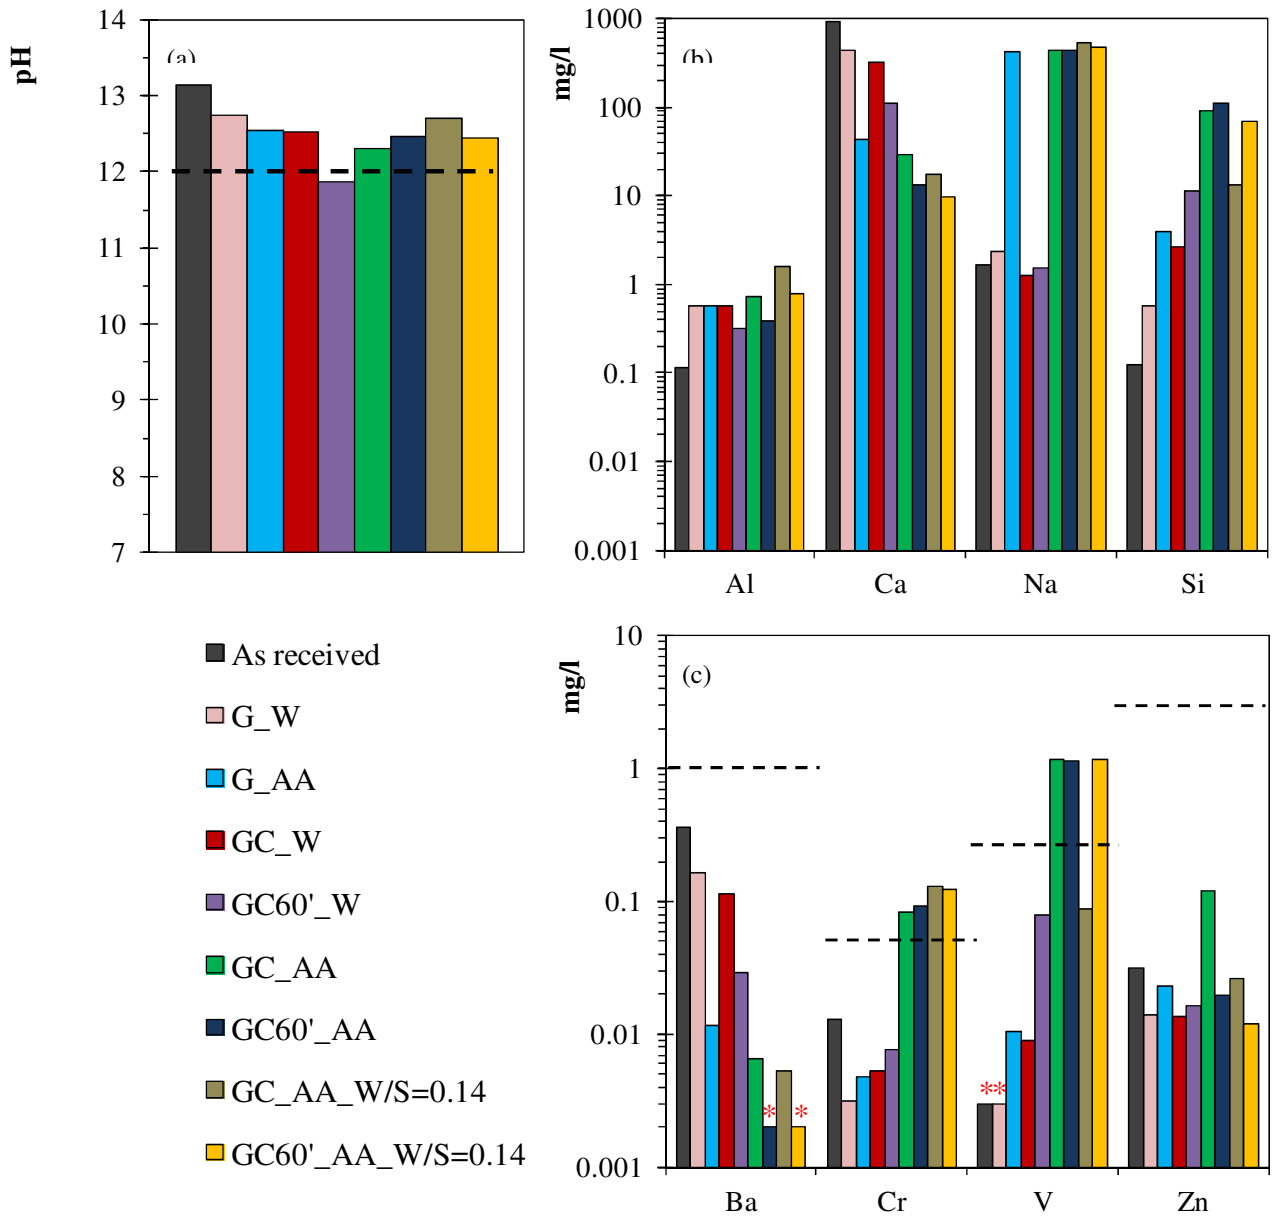 pH
14
13
12
11
10
9
8
7
(a)
mg/l
1000
100
10
1
0.1
0.01
0.001
(b)
Al Ca Na Si
As received
G_W
G_AA
GC_W
GC60'_W
GC_AA
GC60'_AA
GC_AA_W/S=0.14
GC60'_AA_W/S=0.14
mg/l
10
1
0.1
0.01
0.001
(c)
* *
**
Ba Cr V Zn